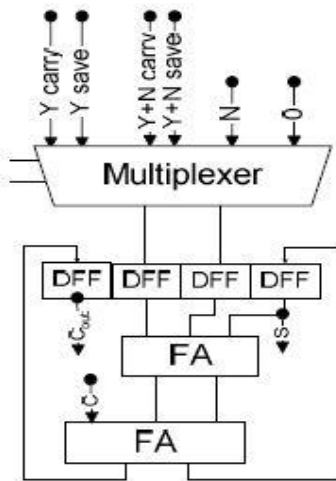 Y carry
Y save
Y+N carry
Y+N save
N
0
Multiplexer
DFF DFF DFF DFF
Cout
S
FA
C
FA